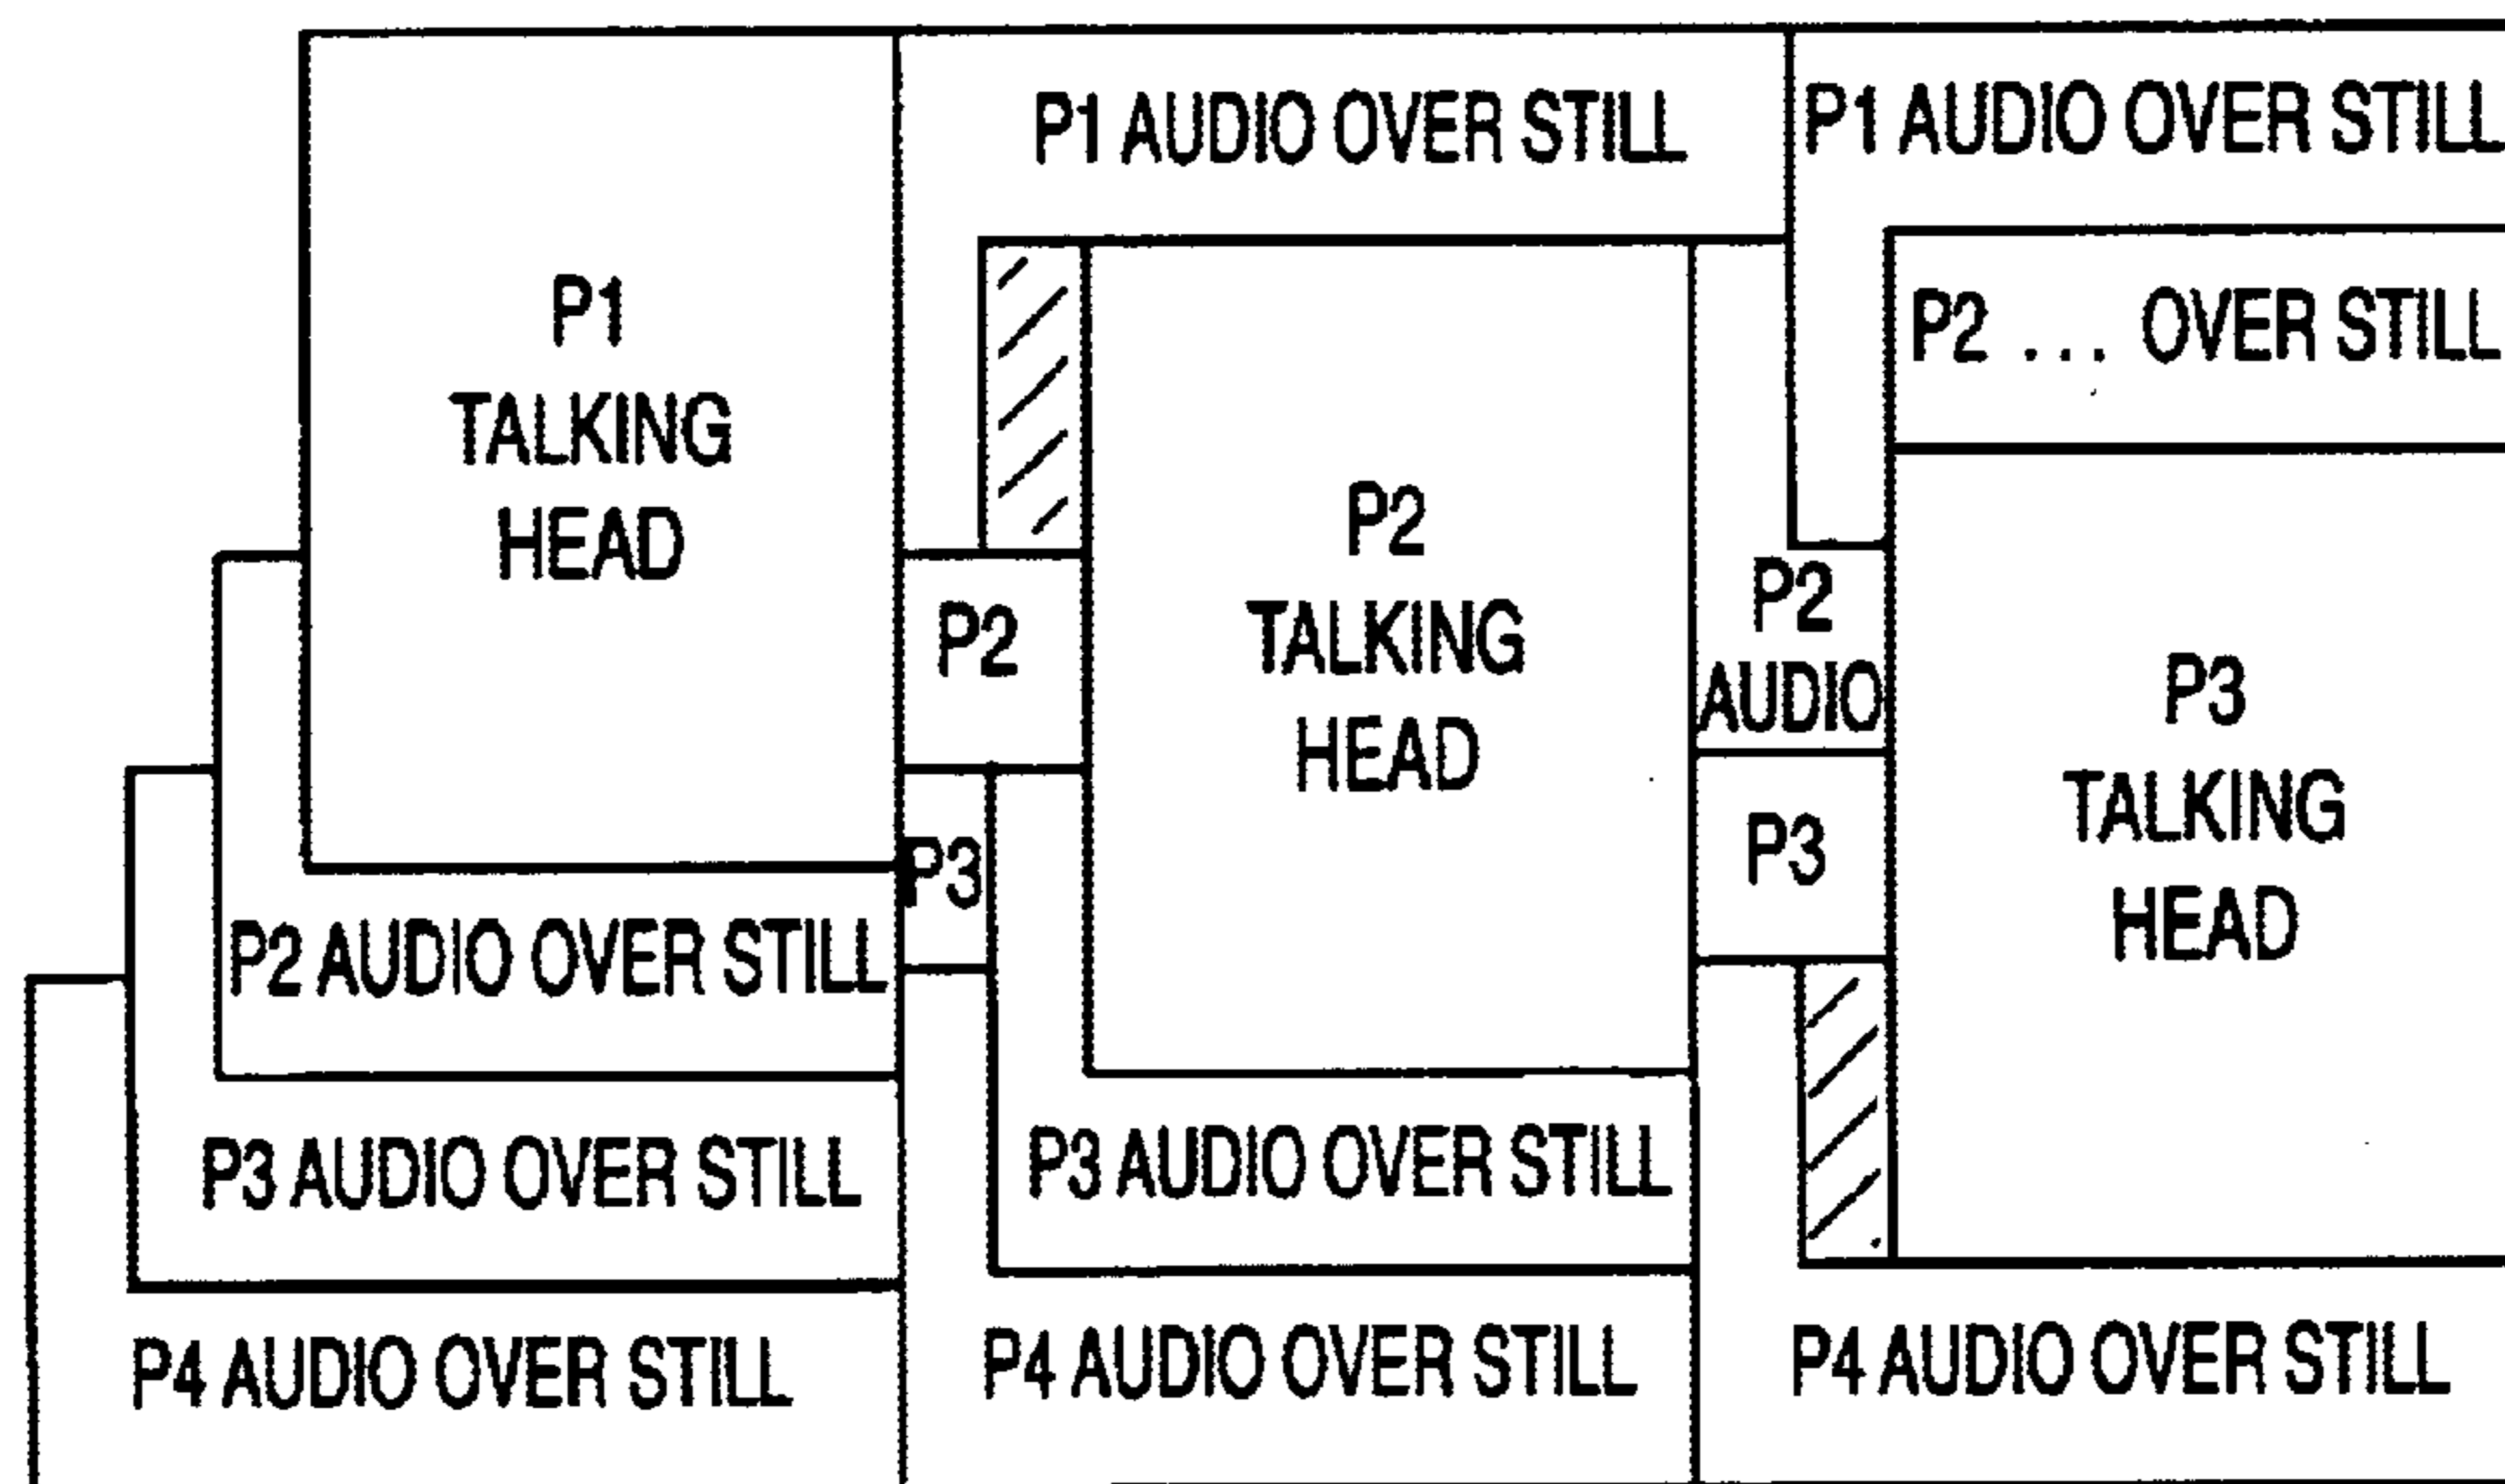 P1
TALKING
HEAD
P2 AUDIO OVER STILL
P3 AUDIO OVER STILL
P4 AUDIO OVER STILL
P1 AUDIO OVER STILL
P2
P3
P2
TALKING
HEAD
P3 AUDIO OVER STILL
P4 AUDIO OVER STILL
P1 AUDIO OVER STILL
P2 ... OVER STILL
P2
AUDIO
P3
P3
TALKING
HEAD
P4 AUDIO OVER STILL